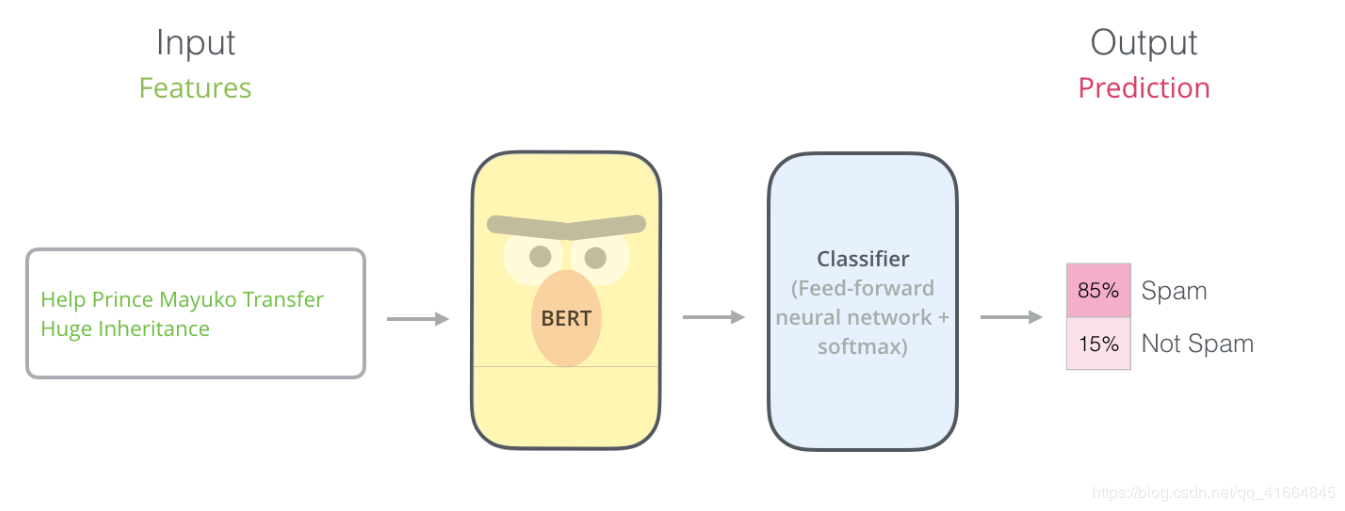 Input
Features
Output
Prediction
Help Prince Mayuko Transfer
Huge Inheritance
BERT
Classifier
(Feed-forward
neural network +
softmax)
85% Spam
15% Not Spam
https://blog.csdn.net/qq_41664845